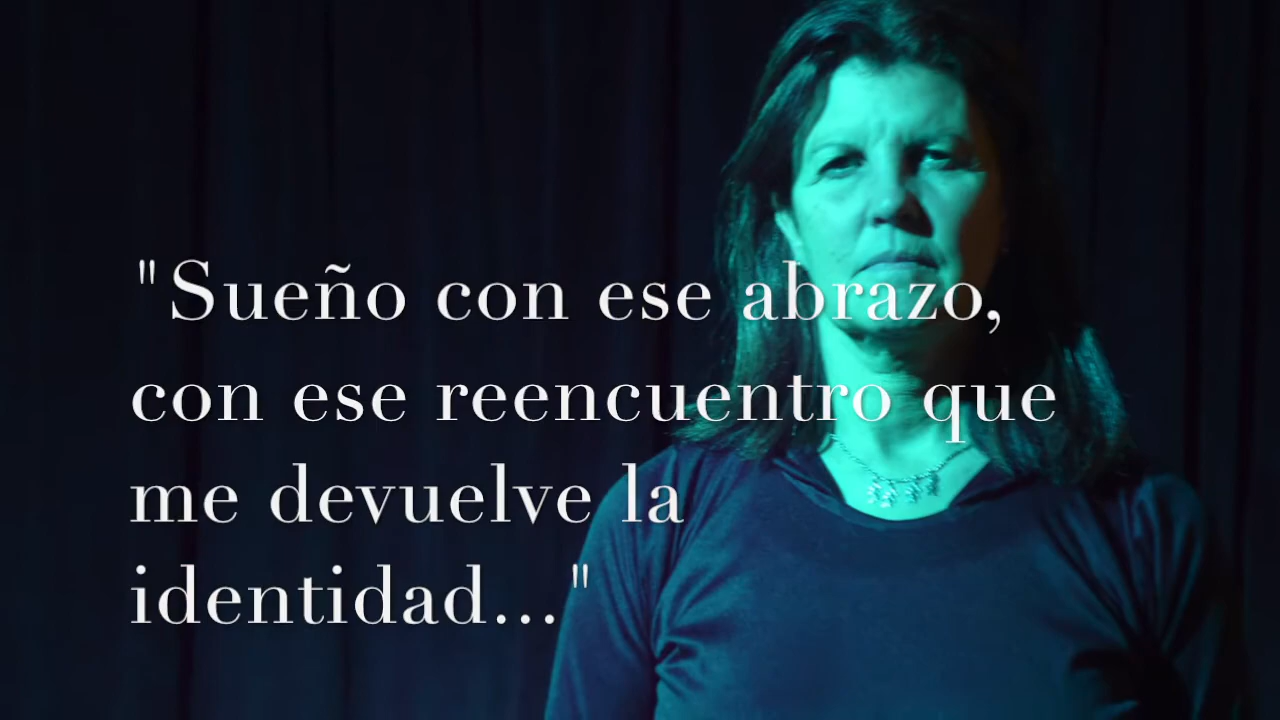 "Sueño con ese abrazo,
con ese reencuentro que
me devuelve la
identidad..."